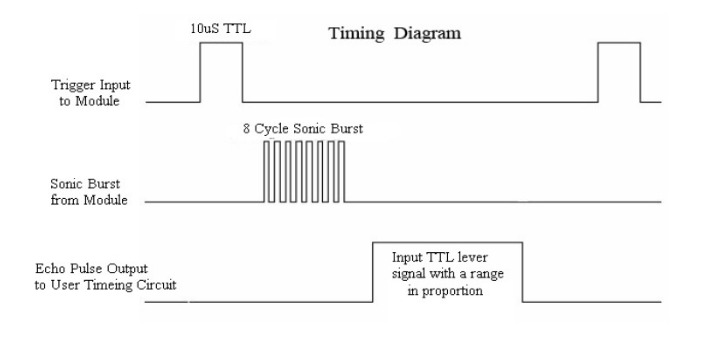 10uS TTL
Timing Diagram
Trigger Input
to Module
8 Cycle Sonic Burst
Sonic Burst
from Module
Echo Pulse Output
to User Timeing Circuit
Input TTL lever
signal with a range
in proportion